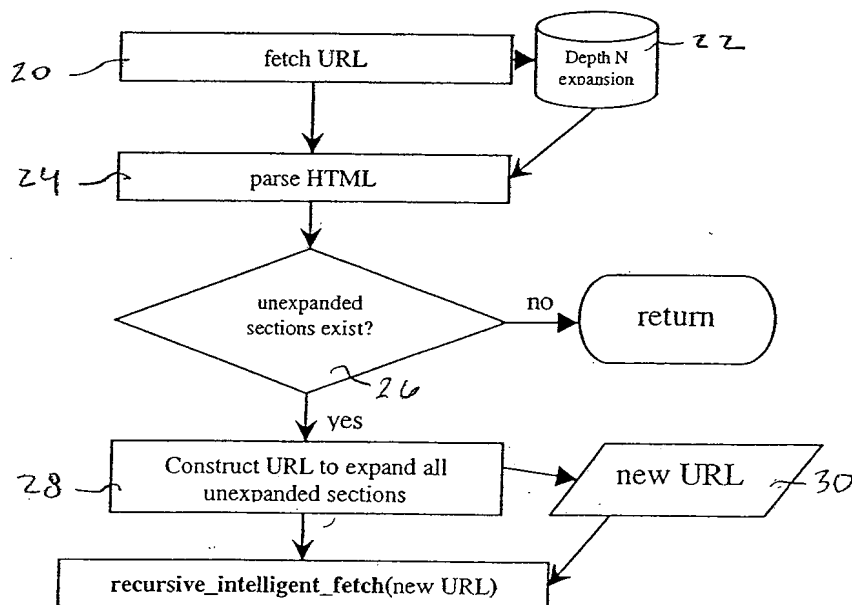 20
fetch URL
Depth N
expansion
22
24
parse HTML
unexpanded
sections exist?
no
return
26
yes
28
Construct URL to expand all
unexpanded sections
new URL
30
recursive_intelligent_fetch(new URL)